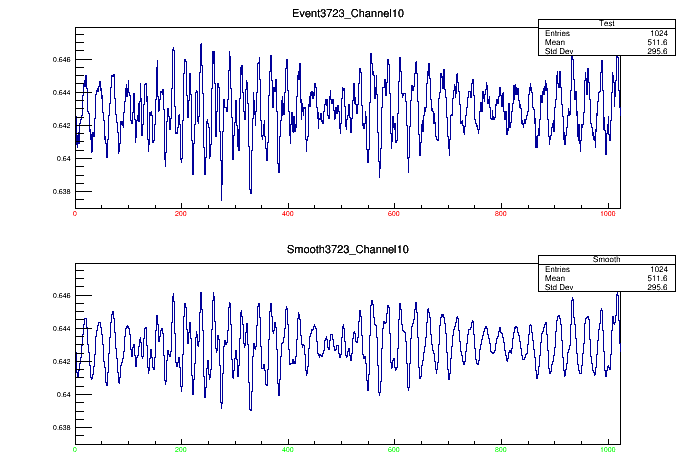 Event3723_Channel10
Test
Entries 1024
Mean 511.6
Std Dev 295.6
0.646
0.644
0.642
0.64
0.638
0 200 400 600 800 1000
Smooth3723_Channel10
Smooth
Entries 1024
Mean 511.6
Std Dev 295.6
0.646
0.644
0.642
0.64
0.638
0 200 400 600 800 1000